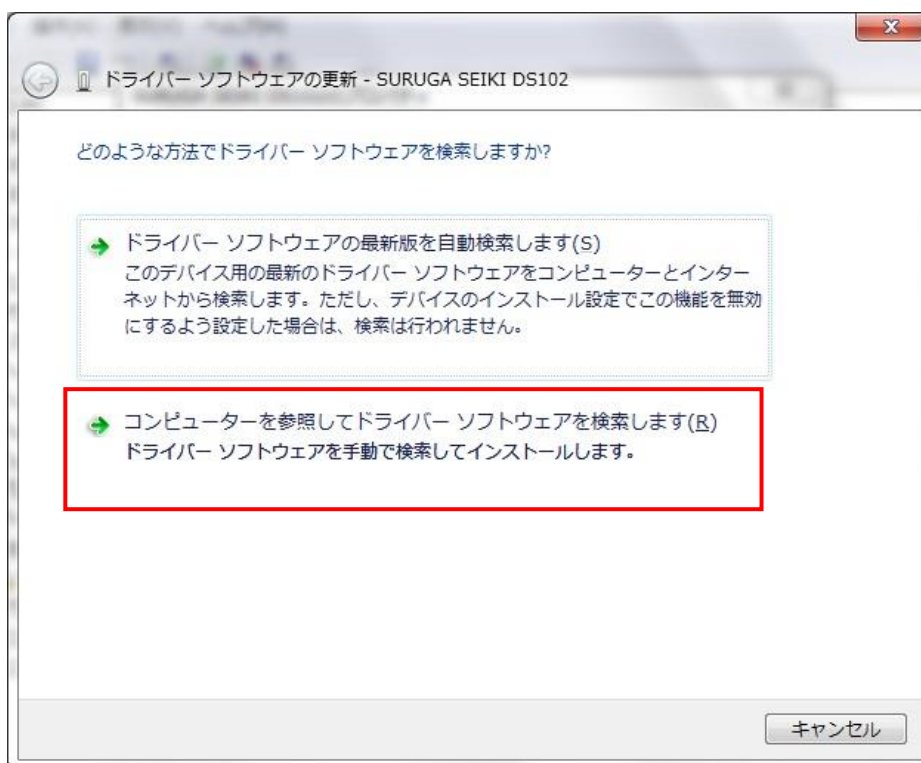 ドライバー ソフトウェアの更新 - SURUGA SEIKI DS102
どのような方法でドライバー ソフトウェアを検索しますか?
ドライバー ソフトウェアの最新版を自動検索します(S)
このデバイス用の最新のドライバー ソフトウェアをコンピューターとインター
ネットから検索します。ただし、デバイスのインストール設定でこの機能を無効
にするよう設定した場合は、検索は行われません。
コンピューターを参照してドライバー ソフトウェアを検索します(R)
ドライバー ソフトウェアを手動で検索してインストールします。
キャンセル